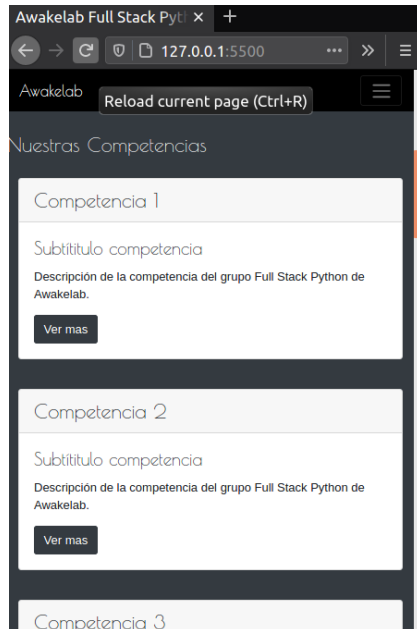 Awakelab Full Stack Pyt
127.0.0.1:5500
Awakelab
Reload current page (Ctrl+R)
Nuestras Competencias
Competencia 1
Subtititulo competencia
Descripción de la competencia del grupo Full Stack Python de
Awakelab.
Ver mas
Competencia 2
Subtititulo competencia
Descripción de la competencia del grupo Full Stack Python de
Awakelab.
Ver mas
Competencia 3